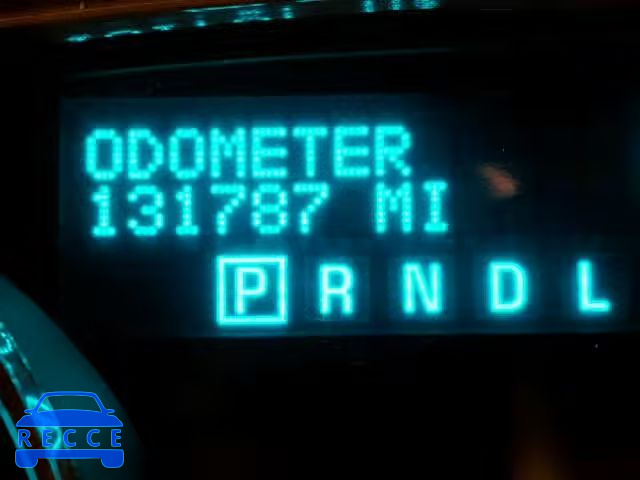 ODOMETER
131787 MI
P R N D L
RECCE